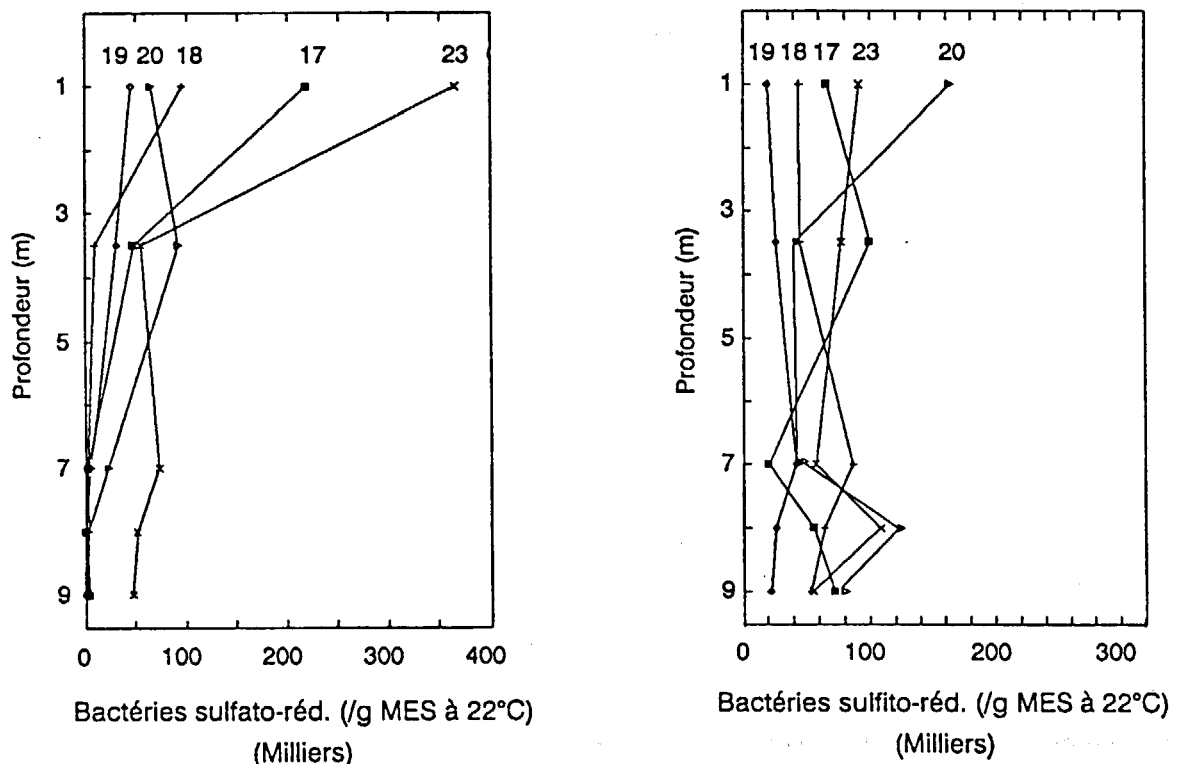 19 20 18 17 23
1
3
5
7
9
Profondeur (m)
0 100 200 300 400
Bactéries sulfato-réd. (/g MES à 22°C)
(Milliers)
19 18 17 23 20
1
3
5
7
9
Profondeur (m)
0 100 200 300
Bactéries sulfito-réd. (/g MES à 22°C)
(Milliers)